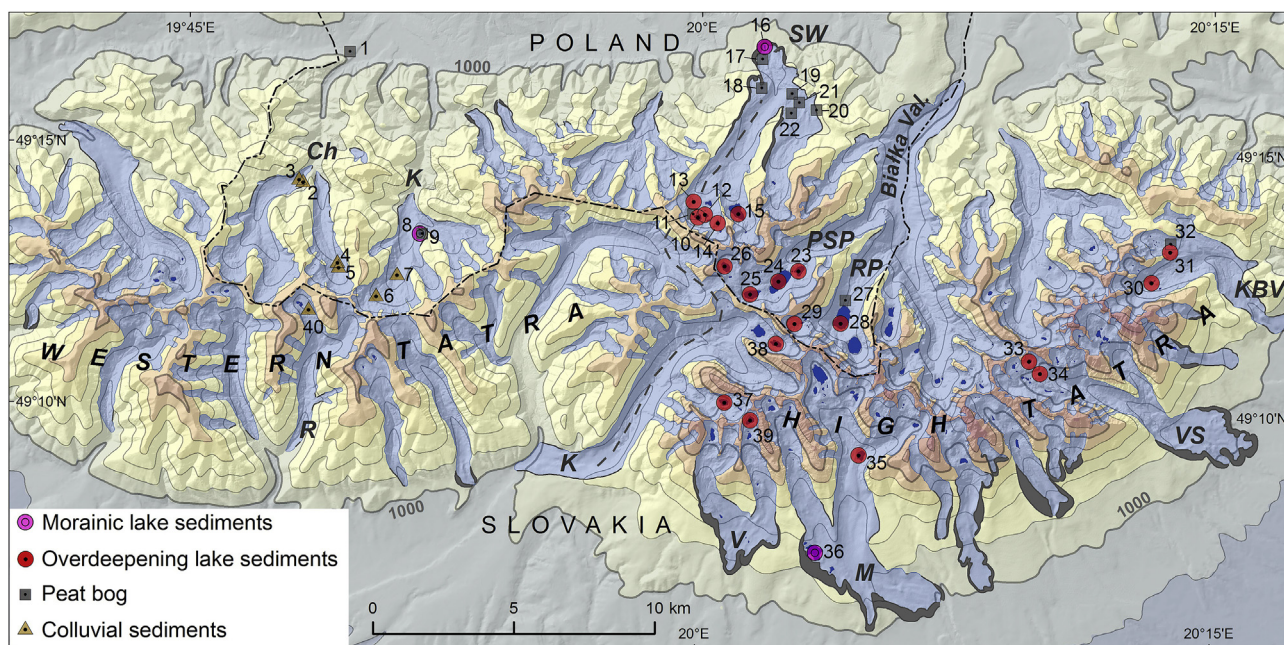 19°45'E
20°E
20°15'E
16
SW
POLAND
1
1000
17
18
19
21
20
22
Białka Val.
49°15'N
49°15'N
Ch
3
2
K
13
12
11
15
10
14
8
9
PSP
32
31
26
23
24
4
5
7
RP
25
27
30
KBV
6
40
29
28
38
WESTERN TATRA
33
34
49°10'N
49°10'N
37
39
HIGH TATRA
R
K
35
VS
1000
SLOVAKIA
V
36
M
Morainic lake sediments
Overdeepening lake sediments
Peat bog
Colluvial sediments
0 5 10 km
20°E
20°15'E